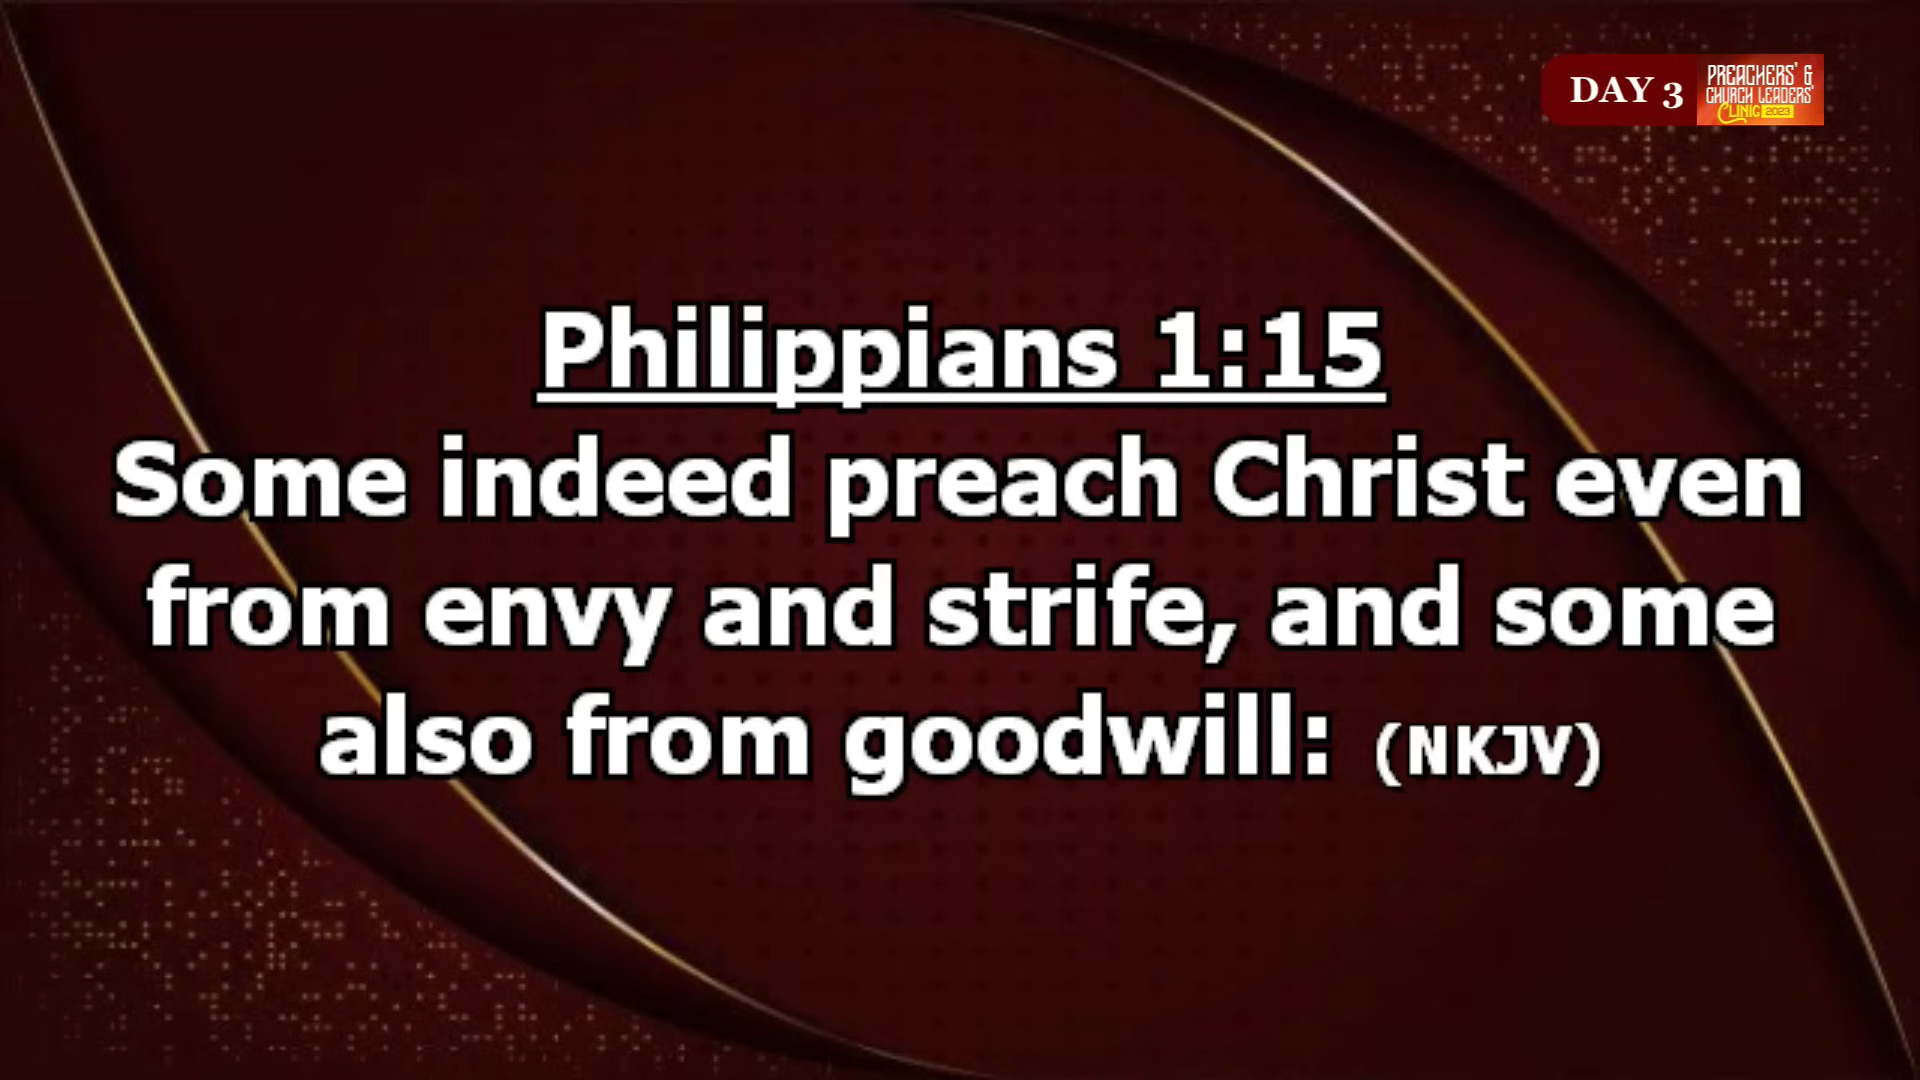 DAY 3
PREACHERS' &
CHURCH LEADERS'
CLINIC 2023
Philippians 1:15
Some indeed preach Christ even
from envy and strife, and some
also from goodwill: (NKJV)